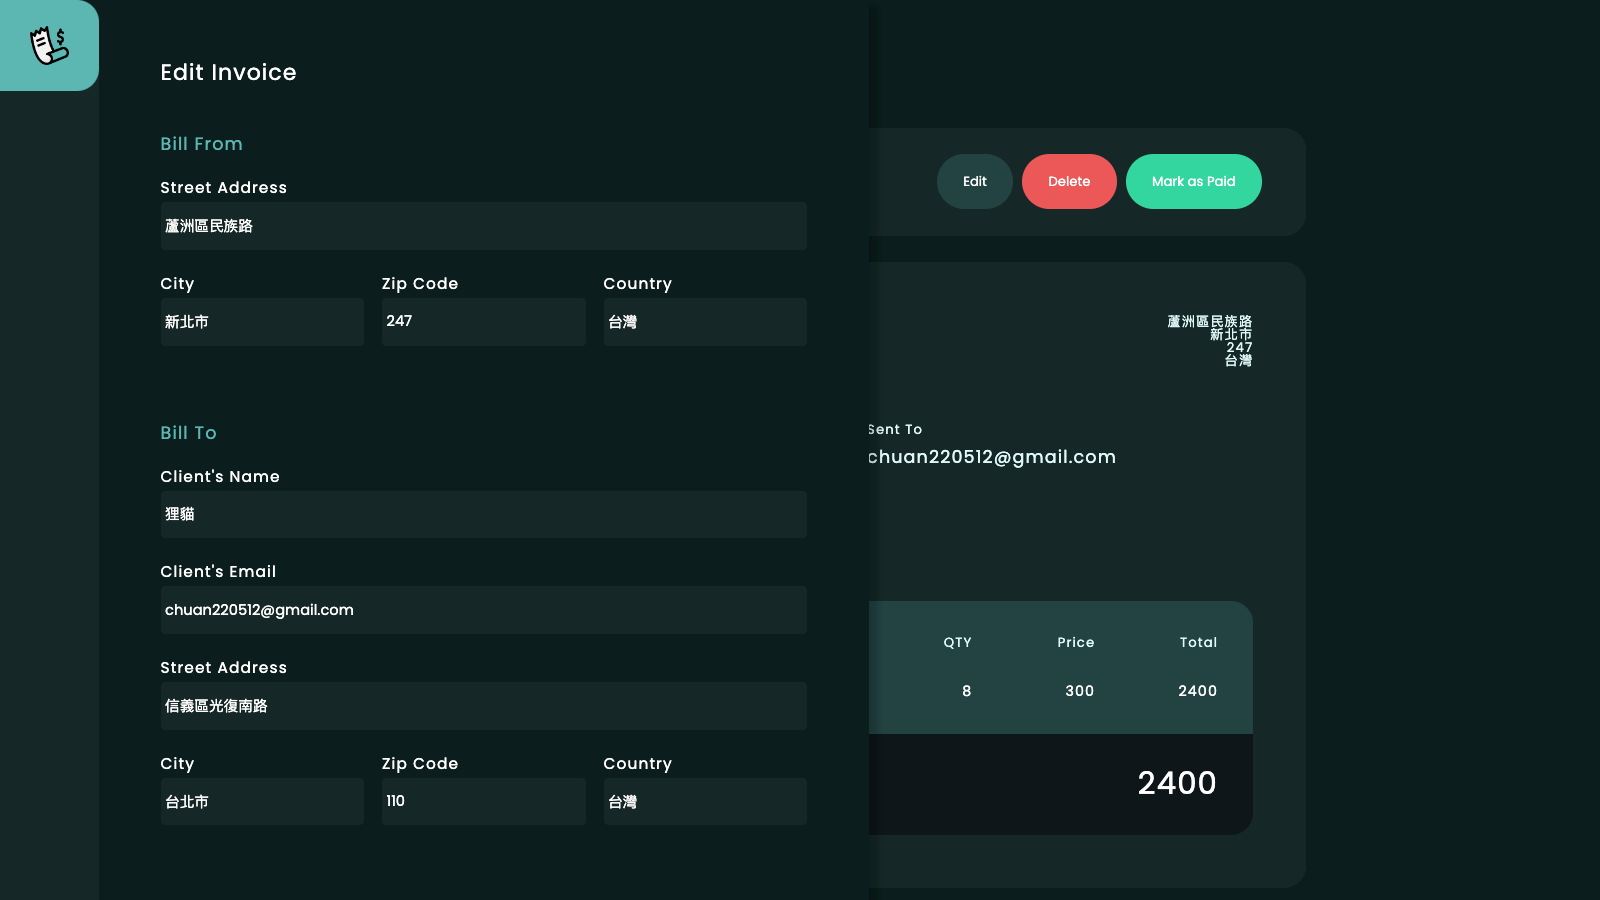 $
Edit Invoice
Bill From
Street Address
蘆洲區民族路
City
Zip Code
Country
新北市
247
台灣
Bill To
Client's Name
狸貓
Client's Email
chuan220512@gmail.com
Street Address
信義區光復南路
City
Zip Code
Country
台北市
110
台灣
Edit
Delete
Mark as Paid
蘆洲區民族路
新北市
247
台灣
Sent To
chuan220512@gmail.com
QTY
Price
Total
8
300
2400
2400